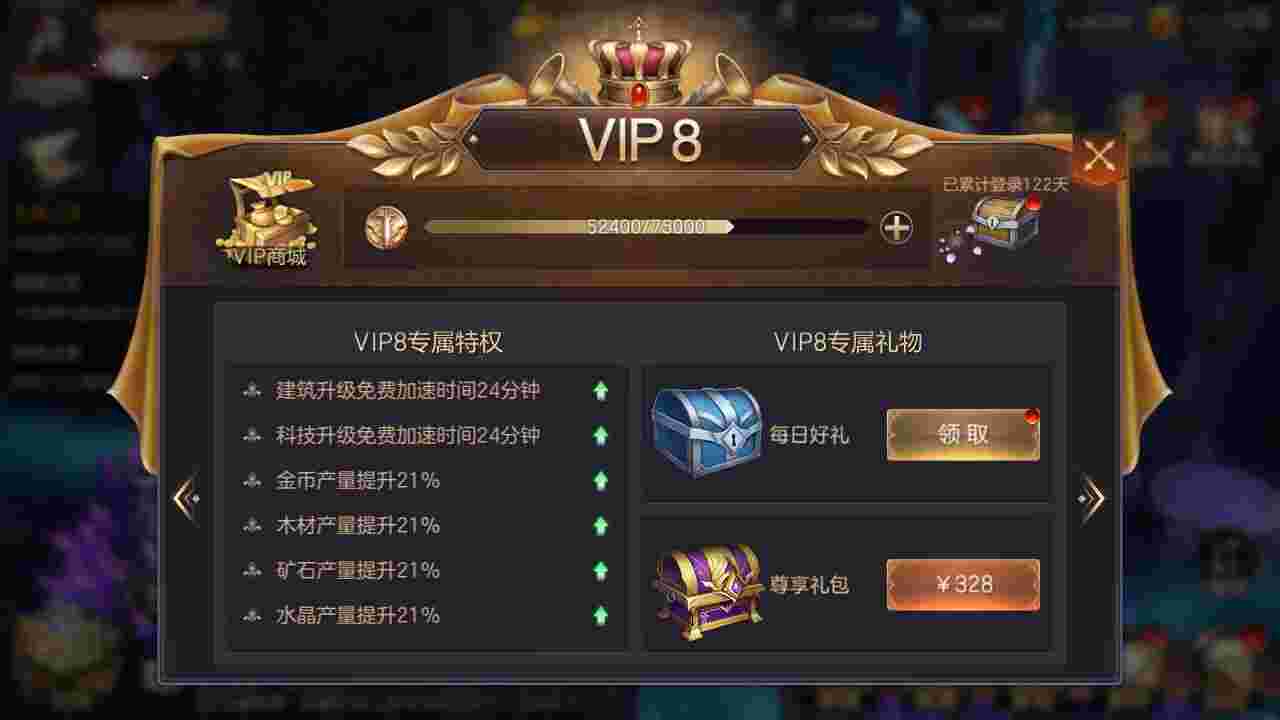 VIP8
已累计登录122天
VIP
VIP商城
52400/75000
VIP8专属特权
建筑升级免费加速时间24分钟
科技升级免费加速时间24分钟
金币产量提升21%
木材产量提升21%
矿石产量提升21%
水晶产量提升21%
VIP8专属礼物
每日好礼
领取
尊享礼包
¥328